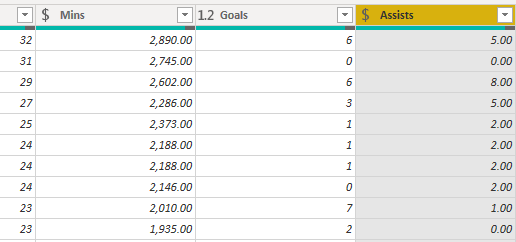 $ Mins 1.2 Goals $ Assists
32 2,890.00 6 5.00
31 2,745.00 0 0.00
29 2,602.00 6 8.00
27 2,286.00 3 5.00
25 2,373.00 1 2.00
24 2,188.00 1 2.00
24 2,188.00 1 2.00
24 2,146.00 0 2.00
23 2,010.00 7 1.00
23 1,935.00 2 0.00